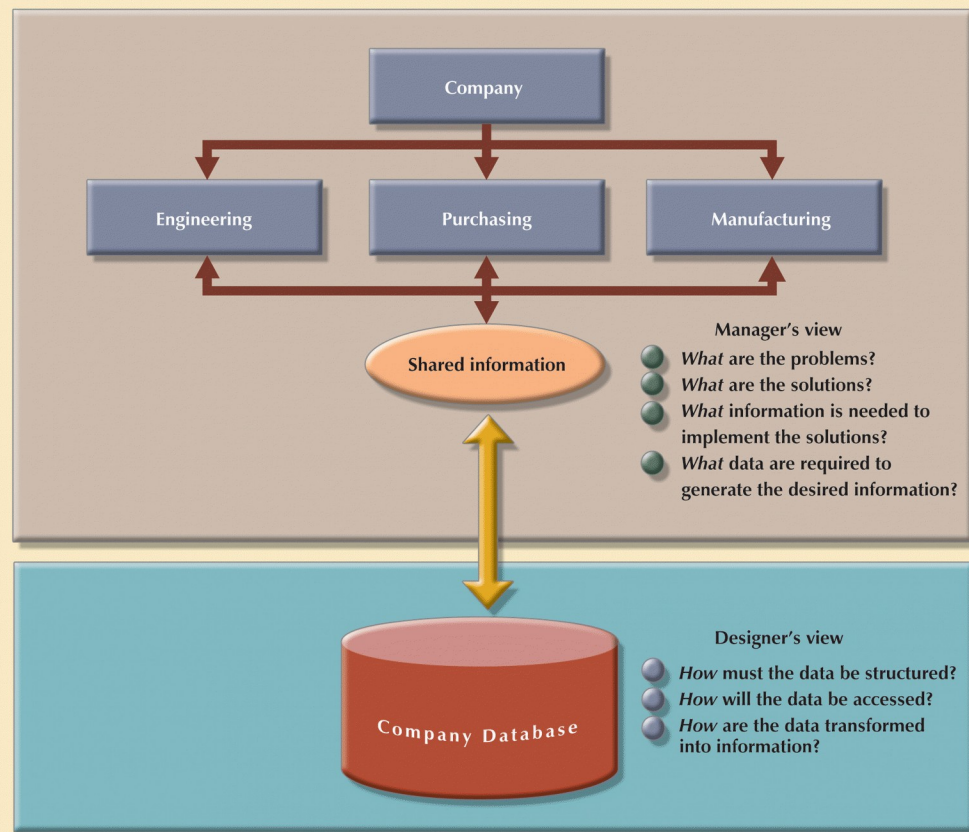 Company
Engineering
Purchasing
Manufacturing
Shared information
Manager's view
What are the problems?
What are the solutions?
What information is needed to
implement the solutions?
What data are required to
generate the desired information?
Designer's view
How must the data be structured?
How will the data be accessed?
How are the data transformed
into information?
Company Database